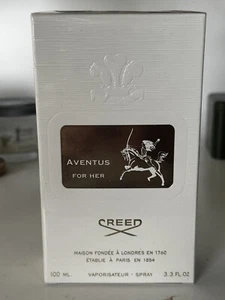 AVENTUS
FOR HER
CREED
MAISON FONDÉE À LONDRES EN 1760
ÉTABLIE À PARIS EN 1854
100 ML VAPORISATEUR - SPRAY 3.3 FL.OZ